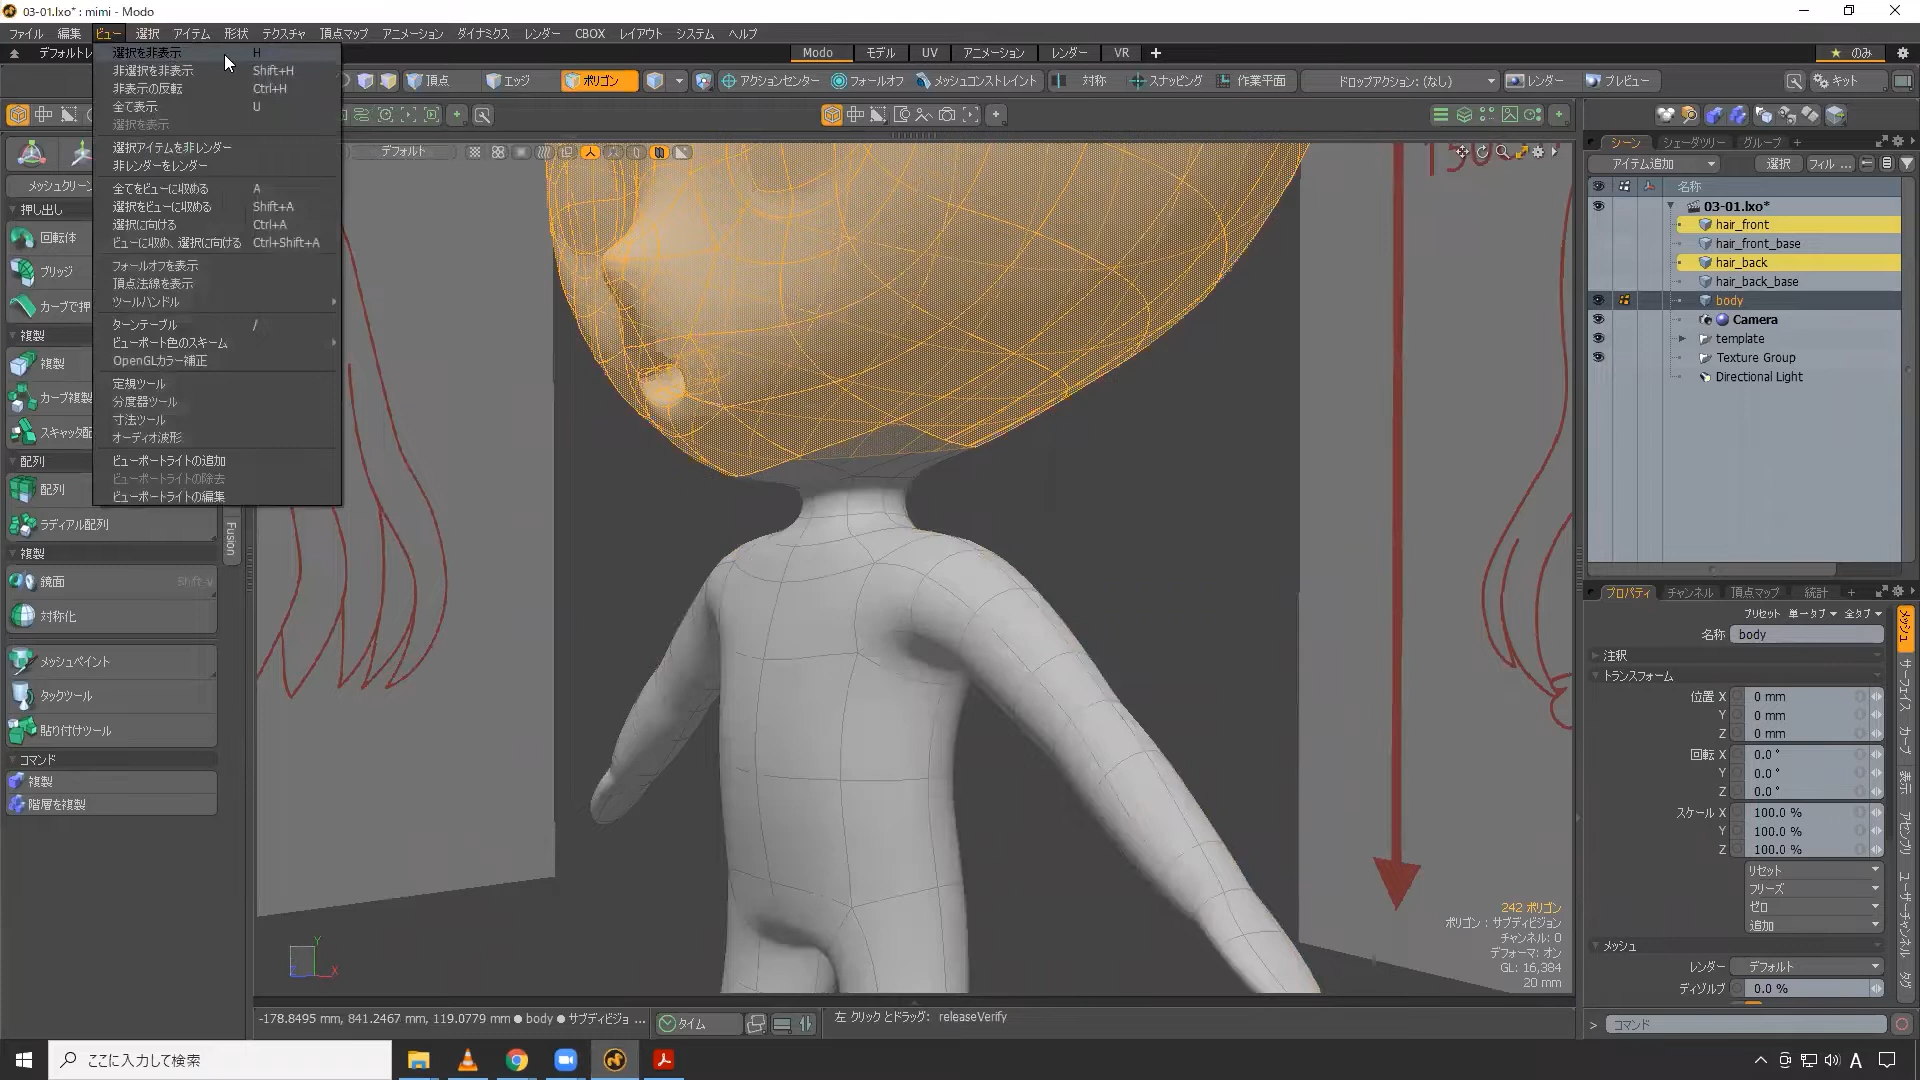 03-01.lxo* : mimi - Modo
ファイル 編集 ビュー 選択 アイテム 形状 テクスチャ 頂点マップ アニメーション ダイナミクス レンダー CBOX レイアウト システム ヘルプ
デフォルトレ
Modo モデル UV アニメーション レンダー VR +
のみ
頂点 エッジ ポリゴン アクションセンター フォールオフ メッシュコンストレイント 対称 スナッピング 作業平面 ドロップアクション: (なし) レンダー プレビュー キット
選択を非表示 H
非選択を非表示 Shift+H
非表示の反転 Ctrl+H
全て表示 U
選択を表示
選択アイテムを非レンダー
非レンダーをレンダー
全てをビューに収める A
選択をビューに収める Shift+A
選択に向ける Ctrl+A
ビューに収め、選択に向ける Ctrl+Shift+A
フォールオフを表示
頂点法線を表示
ツールハンドル
ターンテーブル /
ビューポート色のスキーム
OpenGLカラー補正
定規ツール
分度器ツール
寸法ツール
オーディオ波形
ビューポートライトの追加
ビューポートライトの除去
ビューポートライトの編集
メッシュクリーン
押し出し
回転体
ブリッジ
カーブで押
複製
複製
カーブ複製
スキャッタ配
配列
配列
ラディアル配列
複製
鏡面 Shift-V
対称化
メッシュペイント
タックツール
貼り付けツール
コマンド
複製
階層を複製
Fusion
デフォルト
Y
Z X
242 ポリゴン
ポリゴン : サブディビジョン
チャンネル: 0
デフォーマ: オン
GL: 16,384
20 mm
シーン シェーダツリー グループ +
アイテム追加 選択 フィル ...
名称
03-01.lxo*
hair_front
hair_front_base
hair_back
hair_back_base
body
Camera
template
Texture Group
Directional Light
プロパティ チャンネル 頂点マップ 統計 +
プリセット 単一タブ 全タブ
名称 body
注釈
トランスフォーム
位置 X 0 mm
Y 0 mm
Z 0 mm
回転 X 0.0 °
Y 0.0 °
Z 0.0 °
スケール X 100.0 %
Y 100.0 %
Z 100.0 %
リセット
フリーズ
ゼロ
追加
メッシュ
レンダー デフォルト
ディゾルブ 0.0 %
メッシュ
サーフェイス
カーブ
表示
アセンブリ
ユーザーチャンネル
タグ
-178.8495 mm, 841.2467 mm, 119.0779 mm ● body ● サブディビジョ ...
タイム
左 クリック とドラッグ: releaseVerify
> コマンド
ここに入力して検索
A